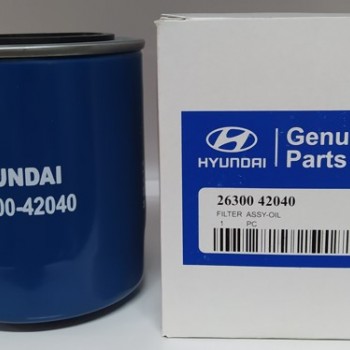 UNDAI
00-42040
HYUNDAI
Genu
Parts
26300 42040
FILTER ASSY-OIL
1 PC